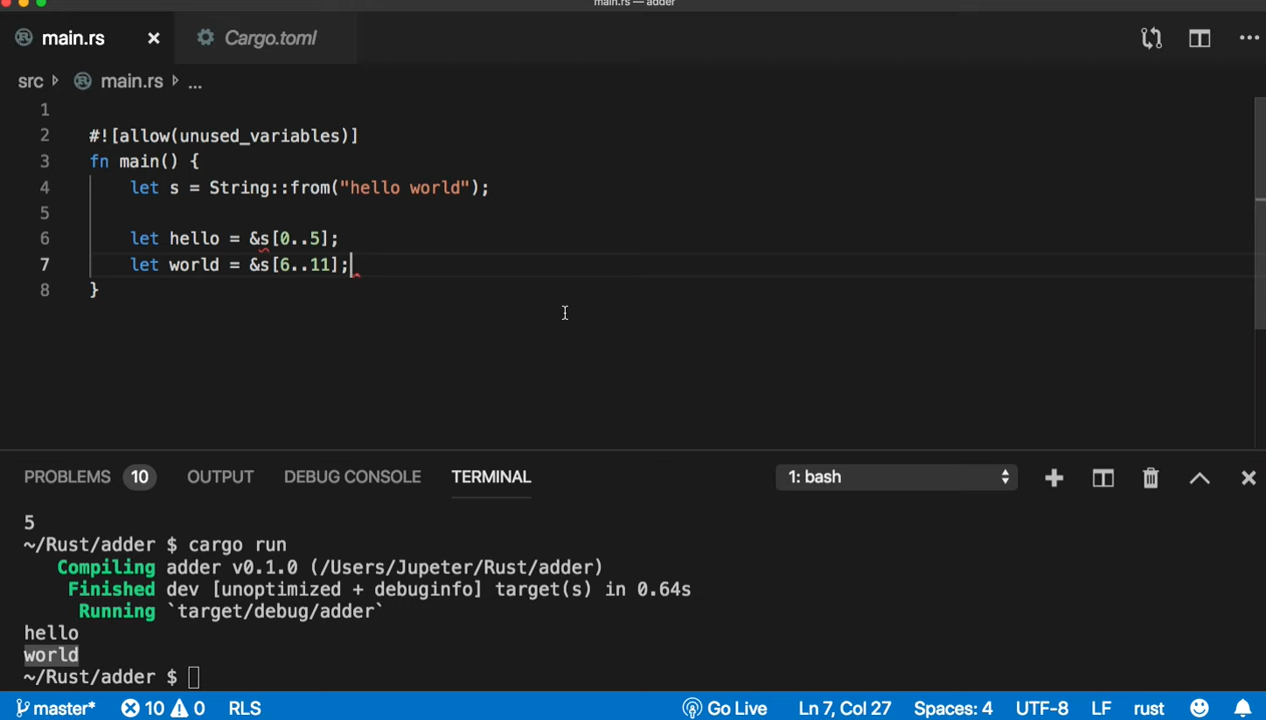 main.rs — adder
main.rs Cargo.toml
src main.rs ...
1
2 #![allow(unused_variables)]
3 fn main() {
4 let s = String::from("hello world");
5
6 let hello = &s[0..5];
7 let world = &s[6..11];
8 }
PROBLEMS 10 OUTPUT DEBUG CONSOLE TERMINAL 1: bash
5
~/Rust/adder $ cargo run
Compiling adder v0.1.0 (/Users/Jupeter/Rust/adder)
Finished dev [unoptimized + debuginfo] target(s) in 0.64s
Running `target/debug/adder`
hello
world
~/Rust/adder $
master* 10 0 RLS Go Live Ln 7, Col 27 Spaces: 4 UTF-8 LF rust